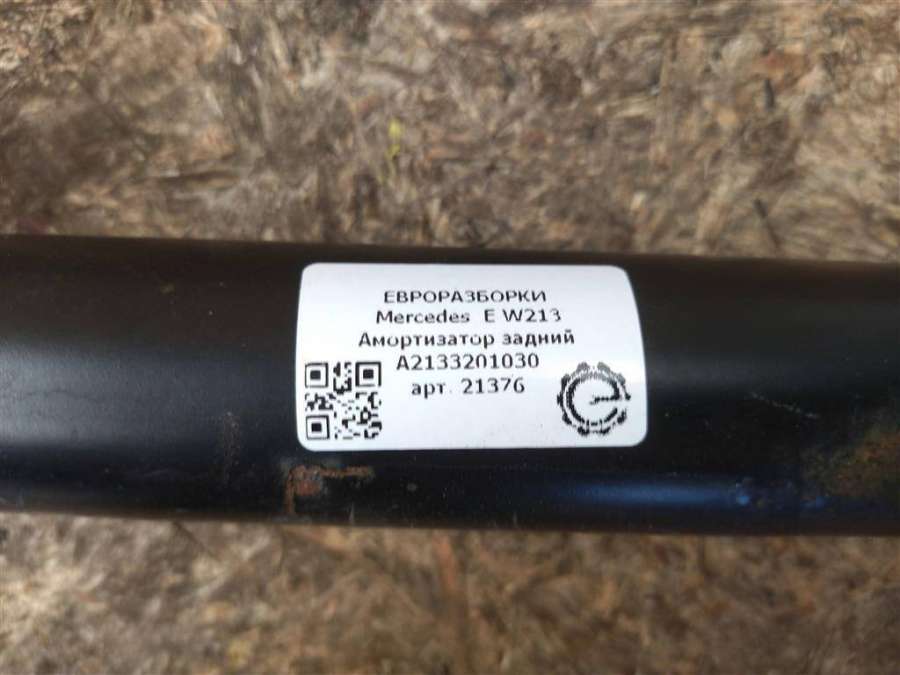 ЕВРОРАЗБОРКИ
Mercedes E W213
Амортизатор задний
A2133201030
арт. 21376